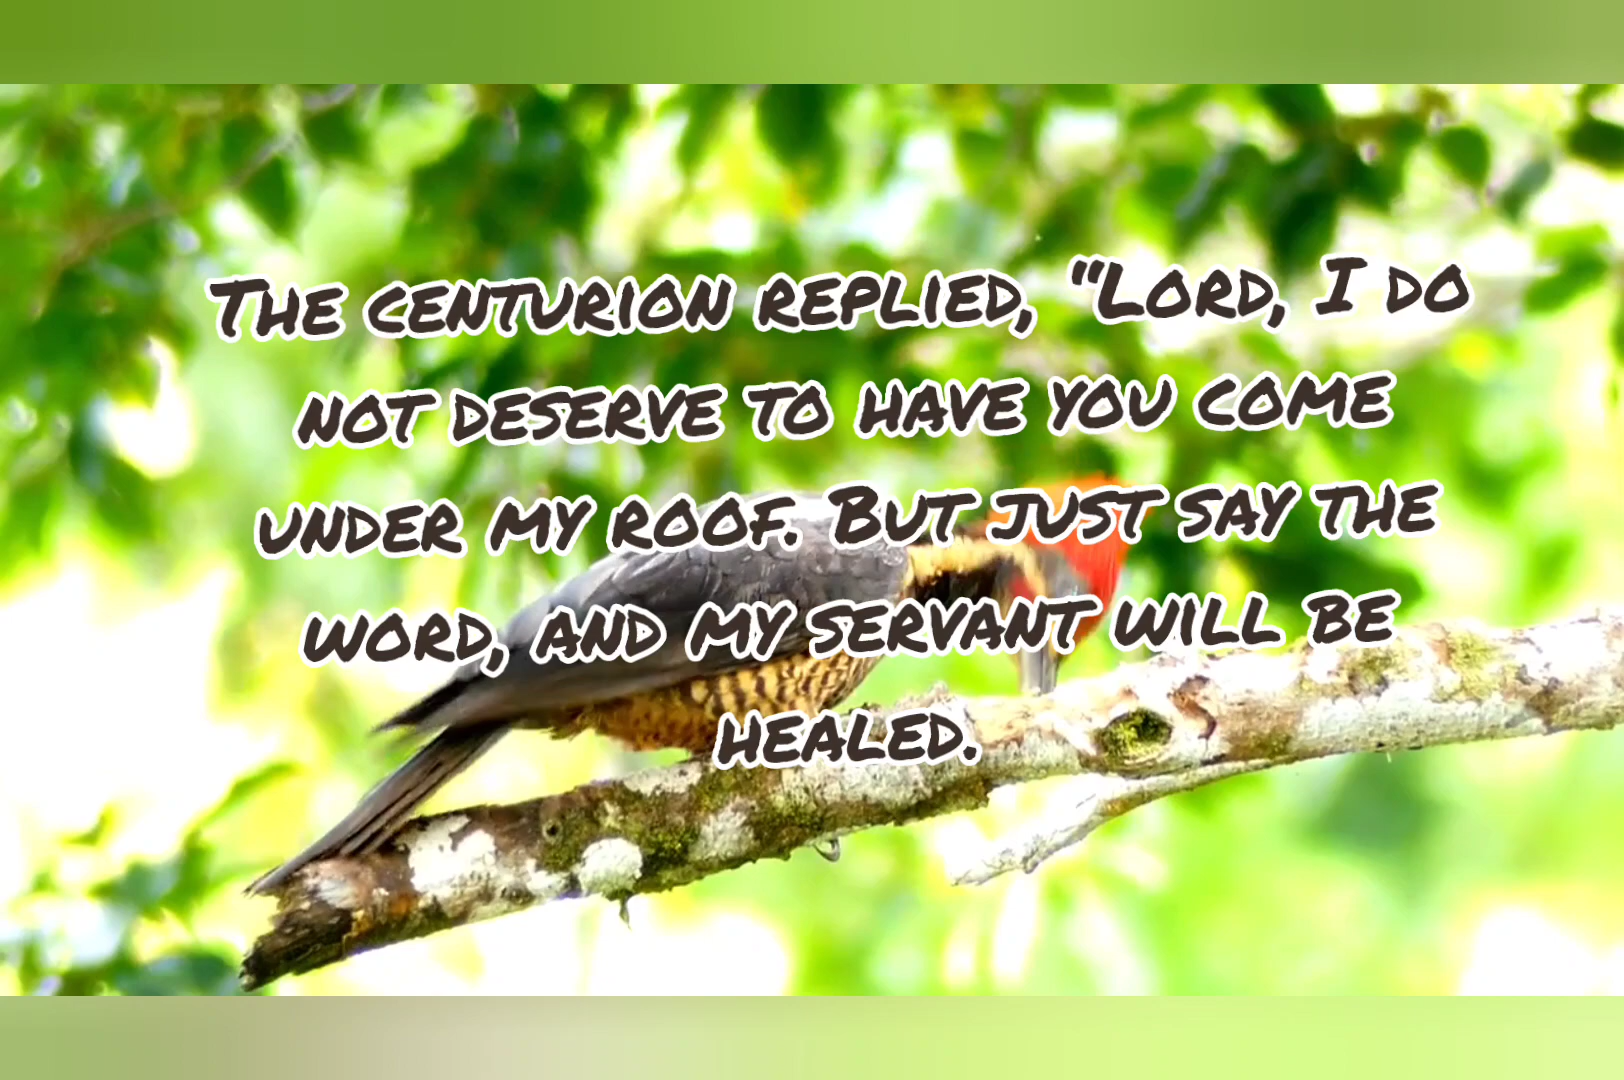 The centurion replied, “Lord, I do
not deserve to have you come
under my roof. But just say the
word, and my servant will be
healed.